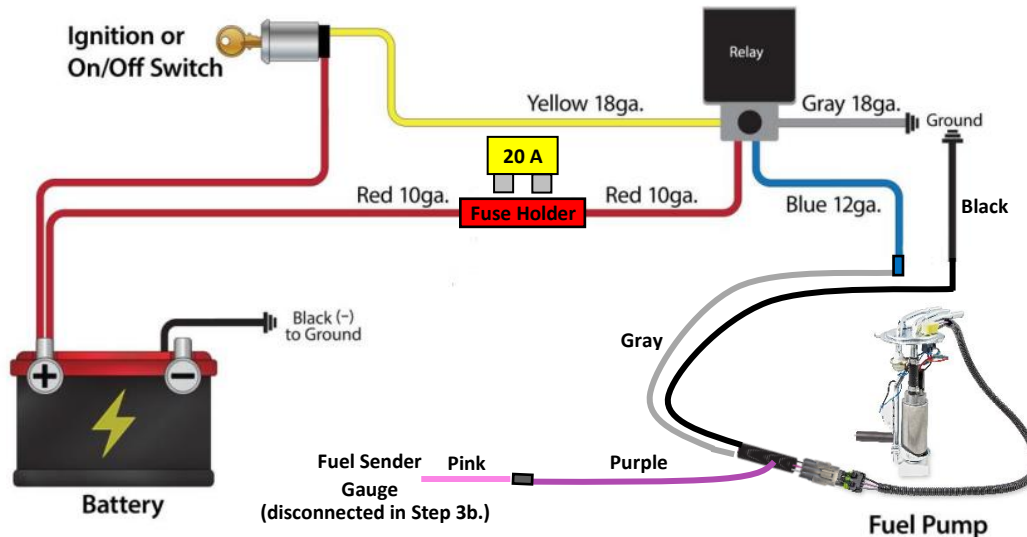 Ignition or
On/Off Switch
Relay
Yellow 18ga.
Gray 18ga.
Ground
20 A
Red 10ga.
Fuse Holder
Red 10ga.
Blue 12ga.
Black
Black (−)
to Ground
Gray
+
−
Fuel Sender
Gauge
(disconnected in Step 3b.)
Pink
Purple
Battery
Fuel Pump